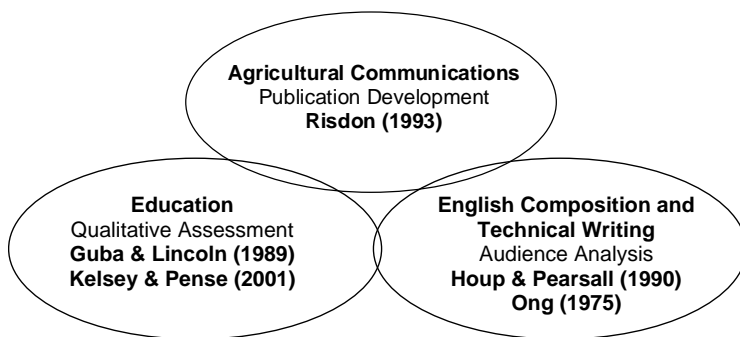 Agricultural Communications
Publication Development
Risdon (1993)
Education
Qualitative Assessment
Guba & Lincoln (1989)
Kelsey & Pense (2001)
English Composition and
Technical Writing
Audience Analysis
Houp & Pearsall (1990)
Ong (1975)